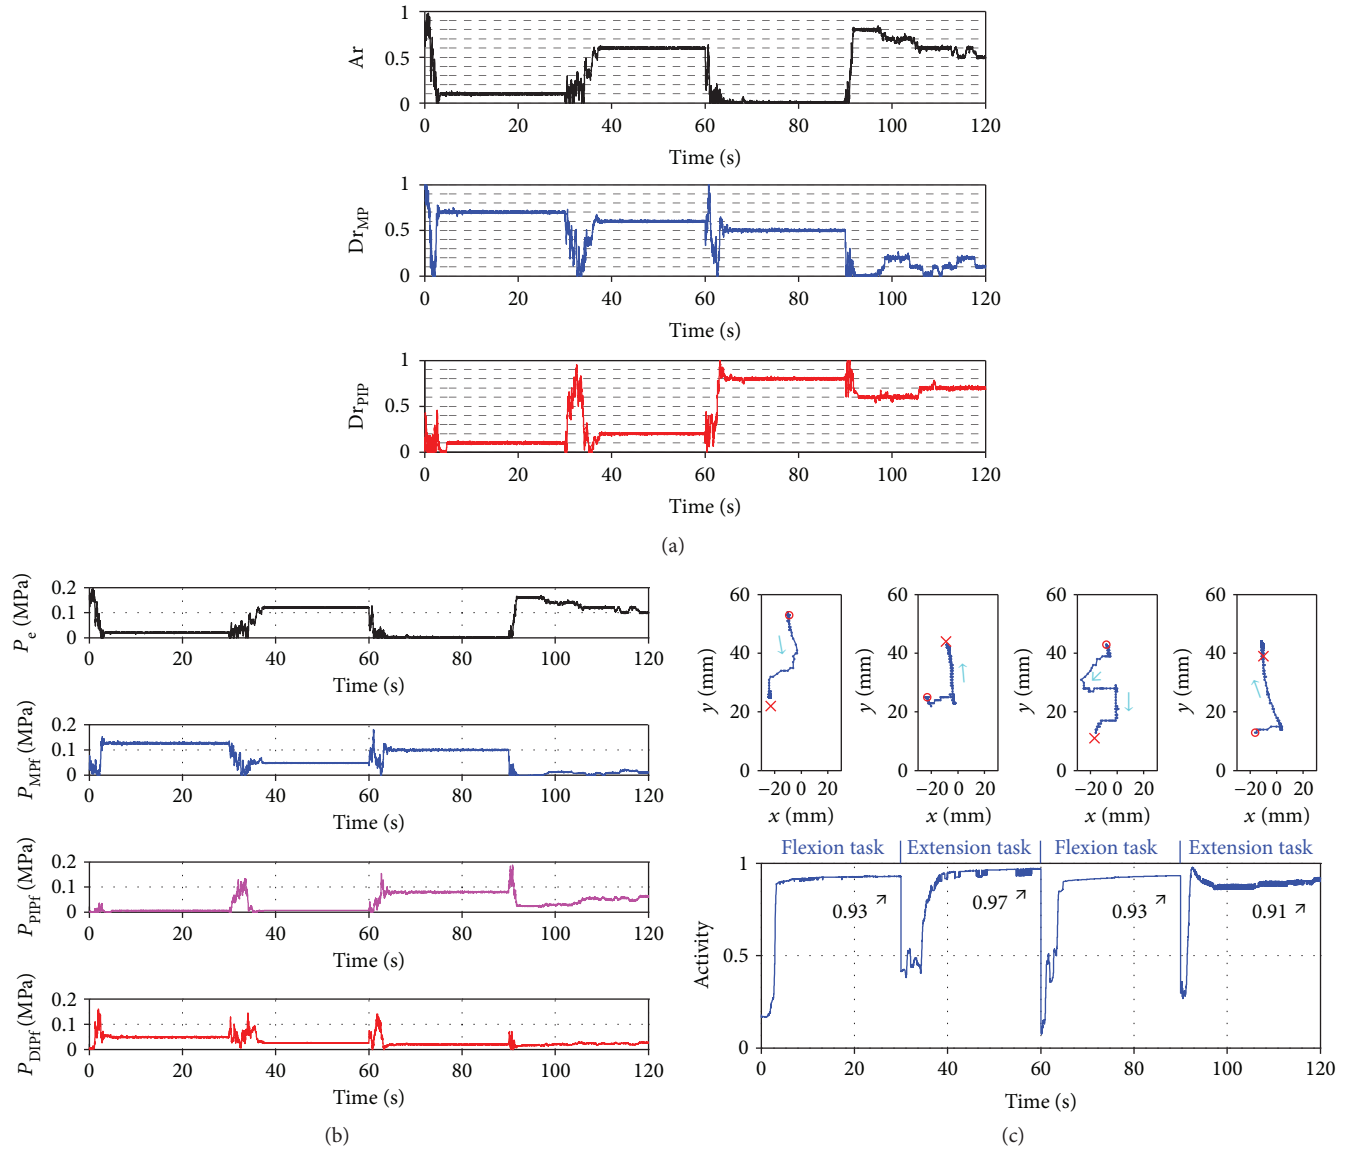 1
0.5
0
Ar
0 20 40 60 80 100 120
Time (s)
1
0.5
0
Dr_MP
0 20 40 60 80 100 120
Time (s)
1
0.5
0
Dr_PIP
0 20 40 60 80 100 120
Time (s)
(a)
0.2
0.1
0
P_e (MPa)
0 20 40 60 80 100 120
Time (s)
0.2
0.1
0
P_MPf (MPa)
0 20 40 60 80 100 120
Time (s)
0.2
0.1
0
P_PIPf (MPa)
0 20 40 60 80 100 120
Time (s)
0.2
0.1
0
P_DIPf (MPa)
0 20 40 60 80 100 120
Time (s)
(b)
60
40
20
0
y (mm)
−20 0 20
x (mm)
60
40
20
0
y (mm)
−20 0 20
x (mm)
60
40
20
0
y (mm)
−20 0 20
x (mm)
60
40
20
0
y (mm)
−20 0 20
x (mm)
Flexion task Extension task Flexion task Extension task
1
0.5
0
Activity
0.93 0.97 0.93 0.91
0 20 40 60 80 100 120
Time (s)
(c)